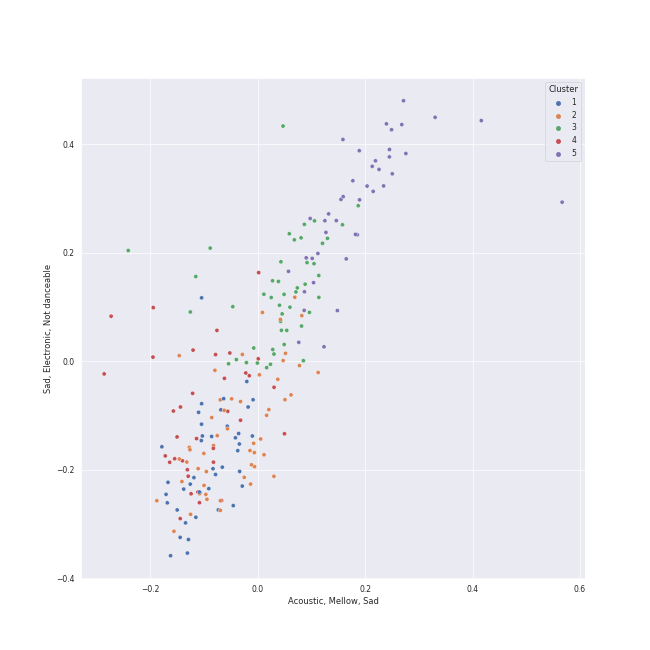 Cluster
1
2
3
4
5
0.4
0.2
0.0
−0.2
−0.4
Sad, Electronic, Not danceable
−0.2 0.0 0.2 0.4 0.6
Acoustic, Mellow, Sad